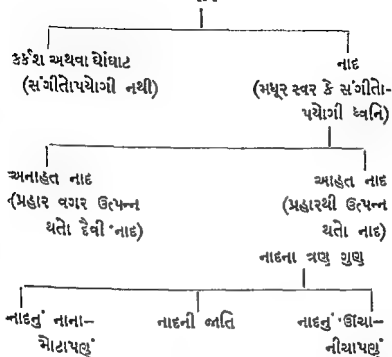 કર્કશ અથવા ઘોંઘાટ
(સંગીતોપયોગી નથી)
નાદ
(મધૂર સ્વર કે સંગીતો-
પયોગી ધ્વનિ)
અનાહત નાદ
(પ્રહાર વગર ઉત્પન્ન
થતો દૈવી નાદ)
આહત નાદ
(પ્રહારથી ઉત્પન્ન
થતો નાદ)
નાદના ત્રણ ગુણ
નાદનું નાના-
મોટાપણું
નાદની જાતિ
નાદનું ઊંચા-
નીચાપણું